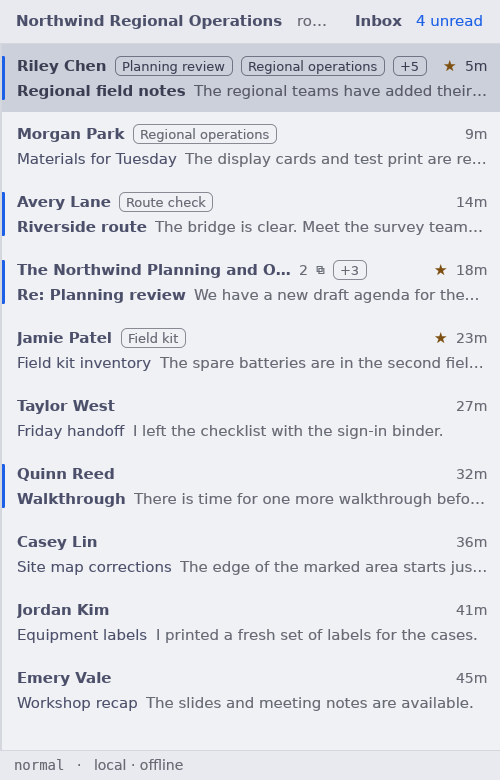 Northwind Regional Operations ro… Inbox 4 unread
Riley Chen Planning review Regional operations +5 ★ 5m
Regional field notes The regional teams have added their…
Morgan Park Regional operations 9m
Materials for Tuesday The display cards and test print are re…
Avery Lane Route check 14m
Riverside route The bridge is clear. Meet the survey team…
The Northwind Planning and O… 2 ⧉ +3 ★ 18m
Re: Planning review We have a new draft agenda for the…
Jamie Patel Field kit ★ 23m
Field kit inventory The spare batteries are in the second fiel…
Taylor West 27m
Friday handoff I left the checklist with the sign-in binder.
Quinn Reed 32m
Walkthrough There is time for one more walkthrough befo…
Casey Lin 36m
Site map corrections The edge of the marked area starts jus…
Jordan Kim 41m
Equipment labels I printed a fresh set of labels for the cases.
Emery Vale 45m
Workshop recap The slides and meeting notes are available.
normal · local · offline